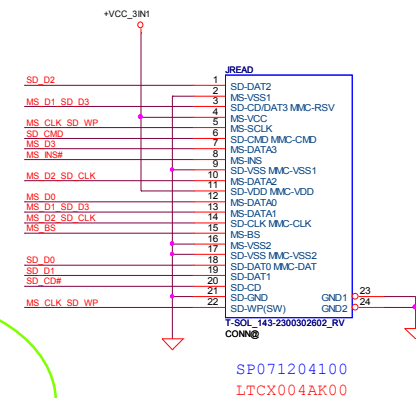 +VCC_3IN1
JREAD
SD_D2 1 SD-DAT2
2 MS-VSS1
MS_D1_SD_D3 3 SD-CD/DAT3 MMC-RSV
4 MS-VCC
MS_CLK_SD_WP 5 MS-SCLK
SD_CMD 6 SD-CMD MMC-CMD
MS_D3 7 MS-DATA3
MS_INS# 8 MS-INS
9 SD-VSS MMC-VSS1
MS_D2_SD_CLK 10 MS-DATA2
11 SD-VDD MMC-VDD
MS_D0 12 MS-DATA0
MS_D1_SD_D3 13 MS-DATA1
MS_D2_SD_CLK 14 SD-CLK MMC-CLK
MS_BS 15 MS-BS
16 MS-VSS2
17 SD-VSS MMC-VSS2
SD_D0 18 SD-DAT0 MMC-DAT
SD_D1 19 SD-DAT1
SD_CD# 20 SD-CD
21 SD-GND GND1 23
MS_CLK_SD_WP 22 SD-WP(SW) GND2 24
T-SOL_143-2300302602_RV
CONN@
SP071204100
LTCX004AK00